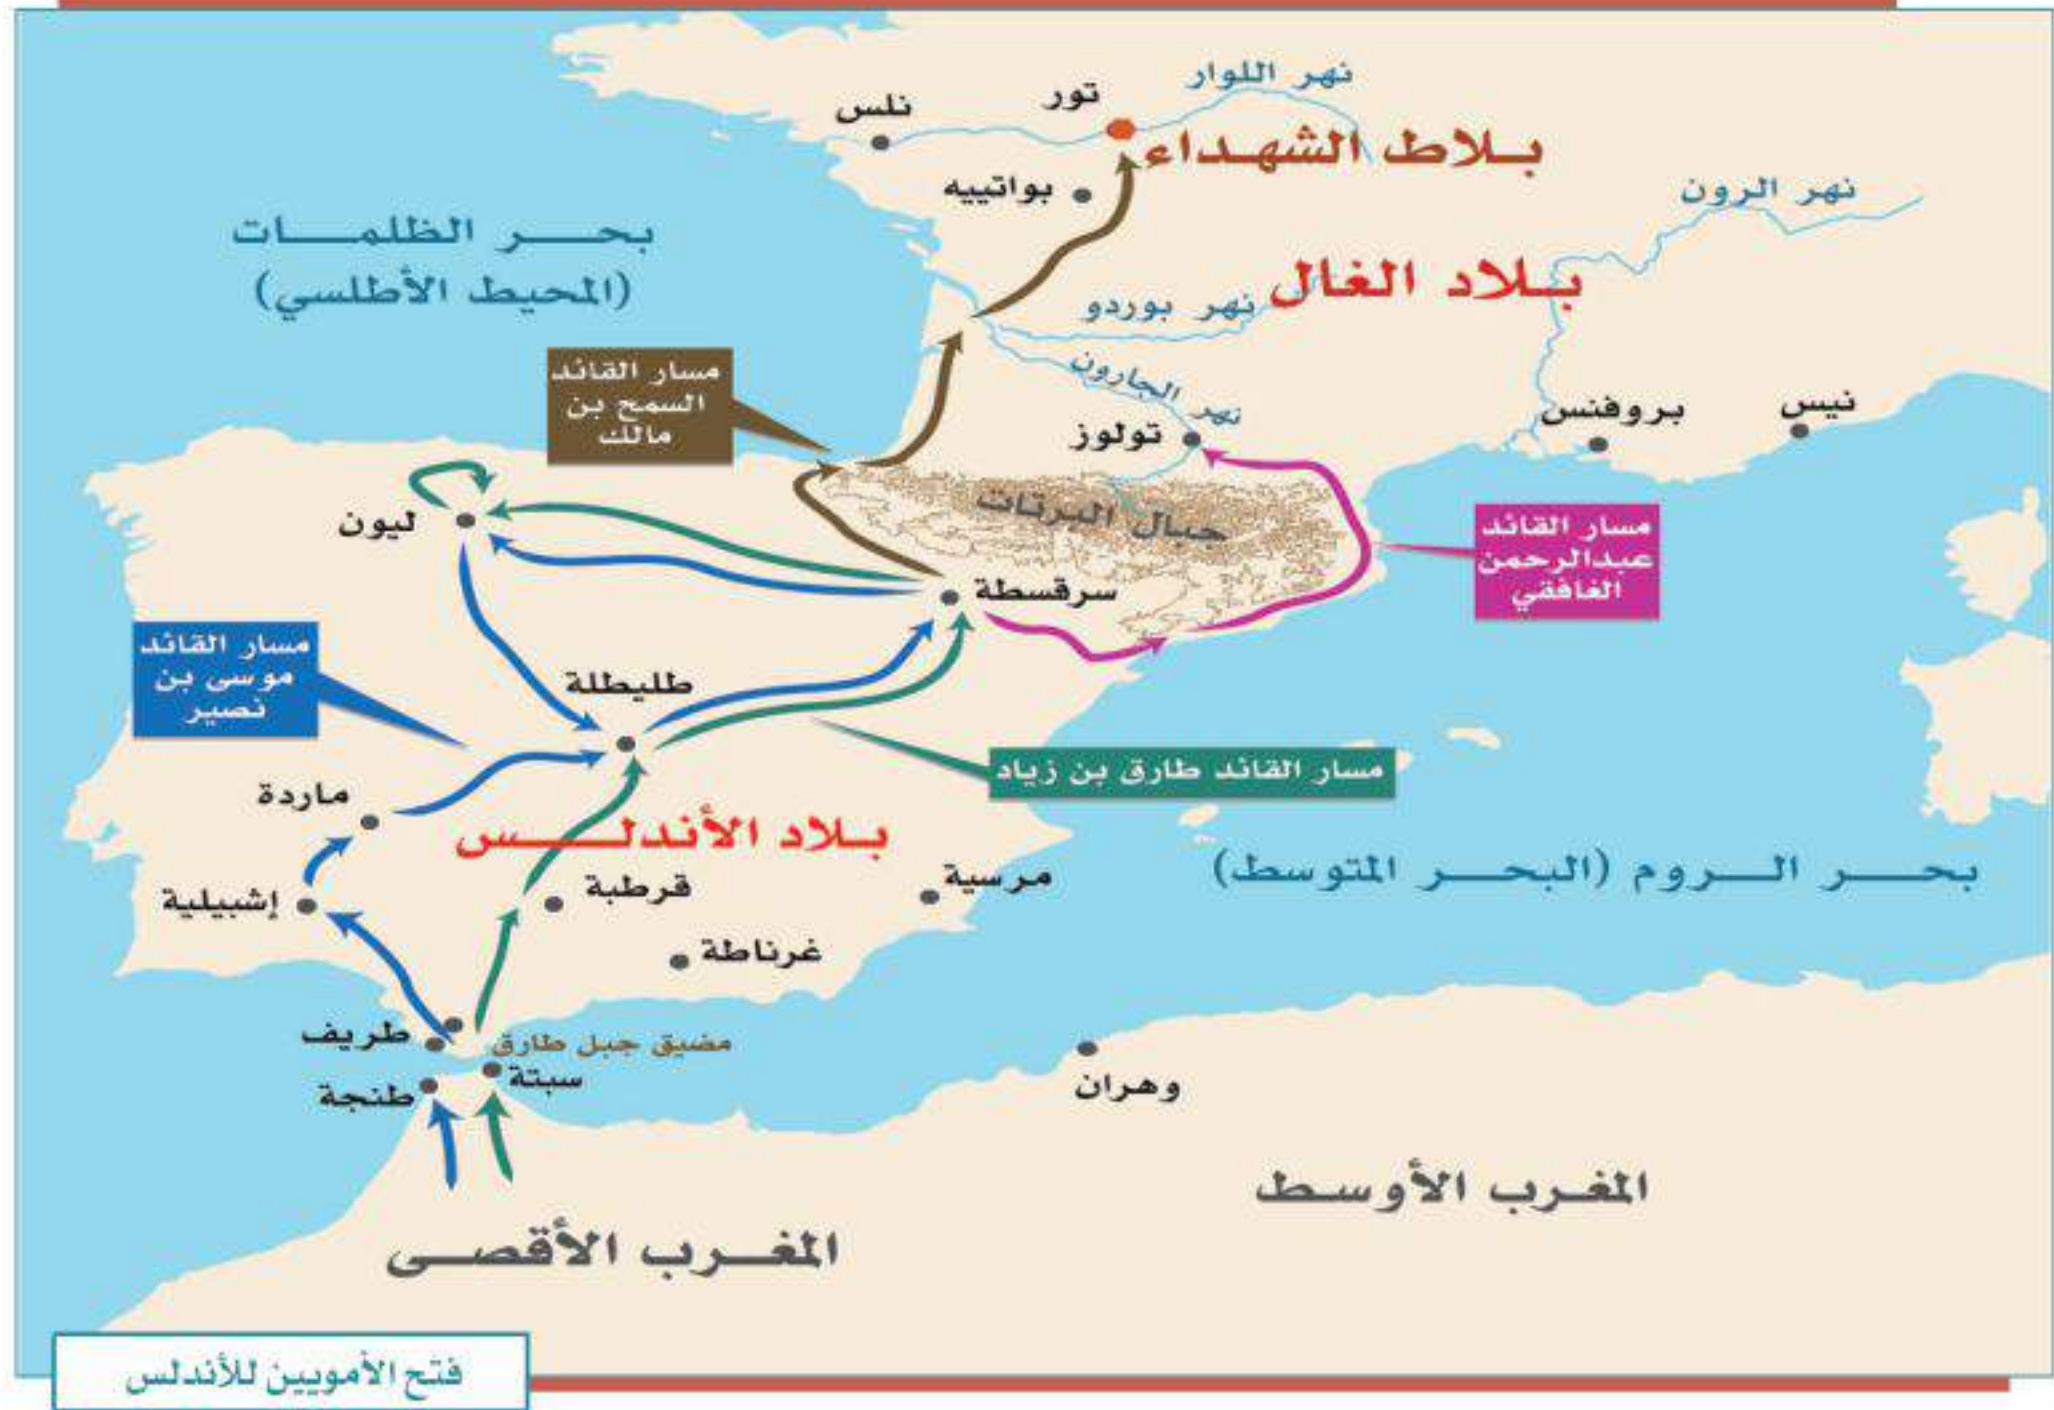 نهر اللوار
تور
نلس
بلاط الشهداء
بواتييه
نهر الرون
بحر الظلمات
(المحيط الأطلسي)
بلاد الغال
نهر بوردو
مسار القائد
السمح بن
مالك
نهر الجارون
تولوز
بروفنس
نيس
جبال البرتات
ليون
مسار القائد
عبدالرحمن
الغافقي
سرقسطة
مسار القائد
موسى بن
نصير
طليطلة
مسار القائد طارق بن زياد
ماردة
بلاد الأندلس
بحر الروم (البحر المتوسط)
مرسية
قرطبة
إشبيلية
غرناطة
طريف
مضيق جبل طارق
سبتة
طنجة
وهران
المغرب الأوسط
المغرب الأقصى
فتح الأمويين للأندلس